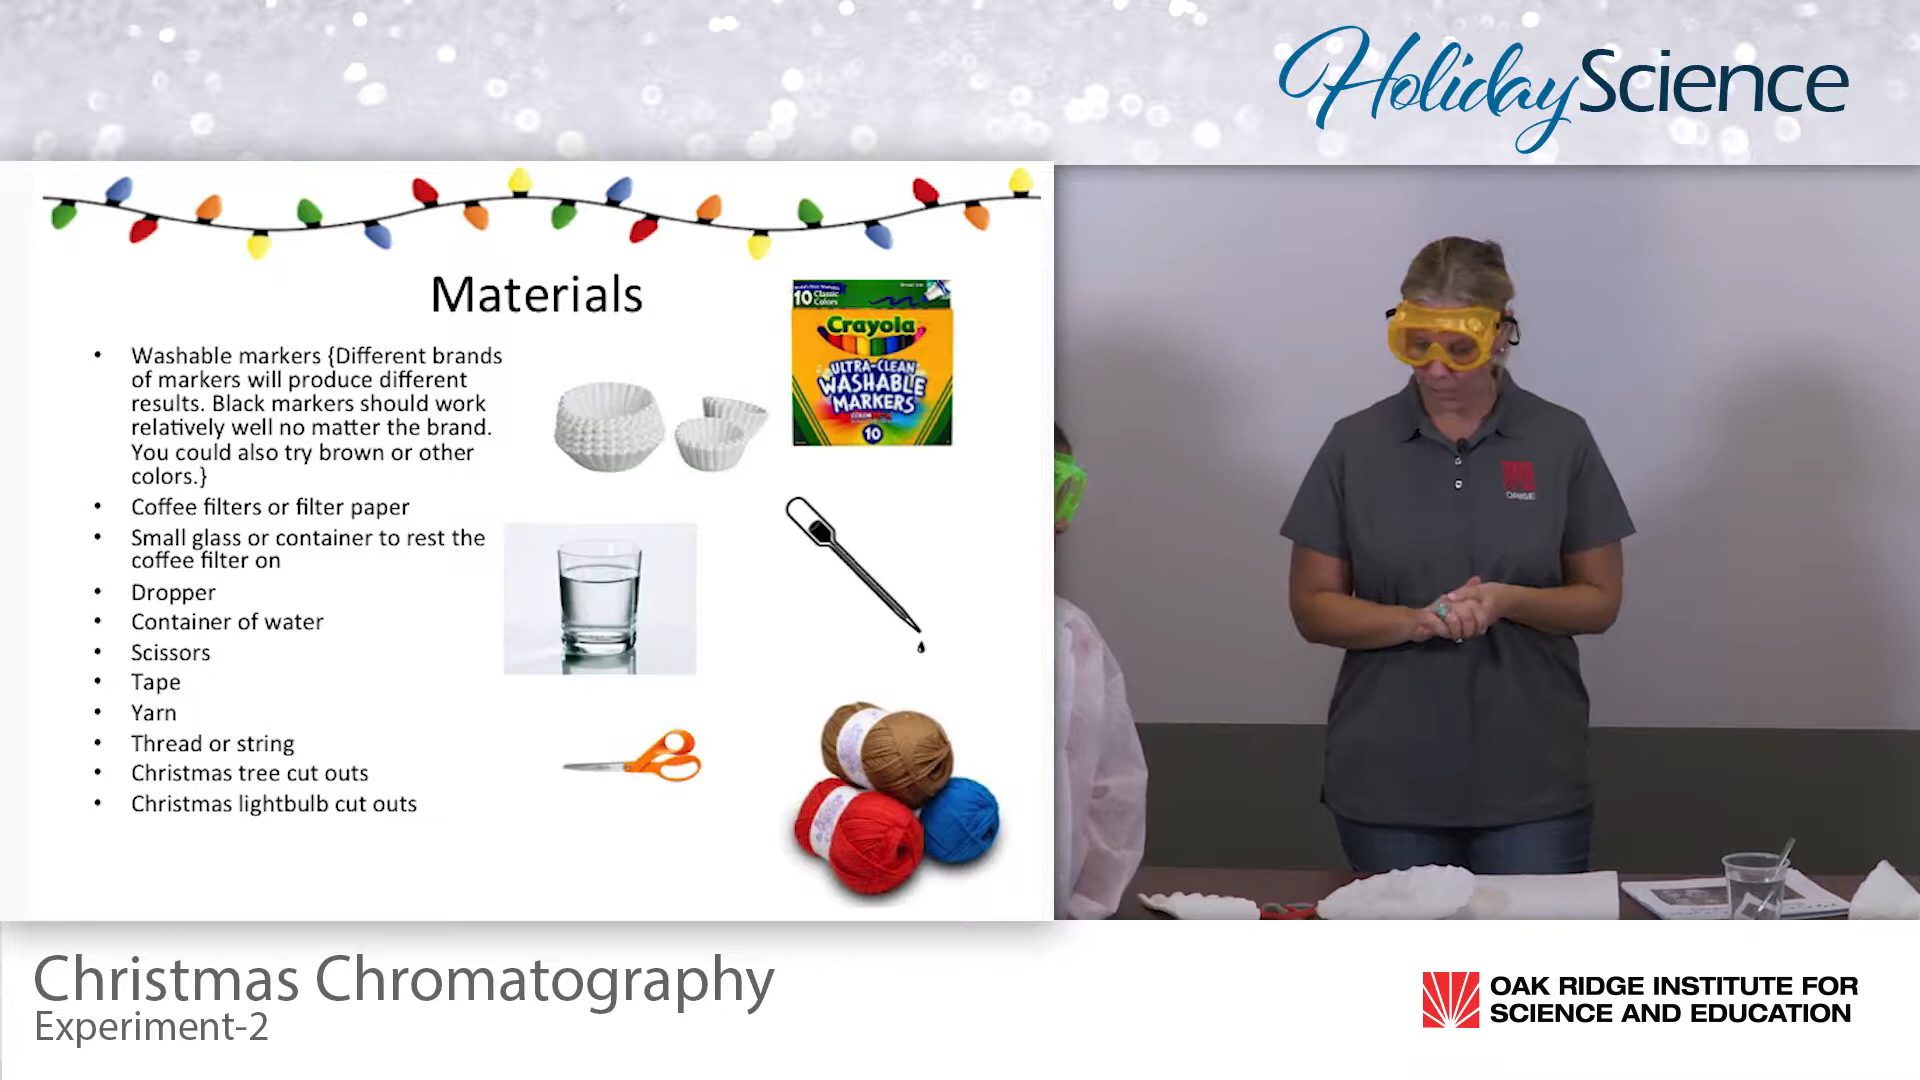 HolidayScience
Materials
• Washable markers {Different brands
of markers will produce different
results. Black markers should work
relatively well no matter the brand.
You could also try brown or other
colors.}
• Coffee filters or filter paper
• Small glass or container to rest the
coffee filter on
• Dropper
• Container of water
• Scissors
• Tape
• Yarn
• Thread or string
• Christmas tree cut outs
• Christmas lightbulb cut outs
10 Classic
Colors
Crayola
ULTRA-CLEAN
WASHABLE
MARKERS
10
ORISE
Christmas Chromatography
Experiment-2
OAK RIDGE INSTITUTE FOR
SCIENCE AND EDUCATION